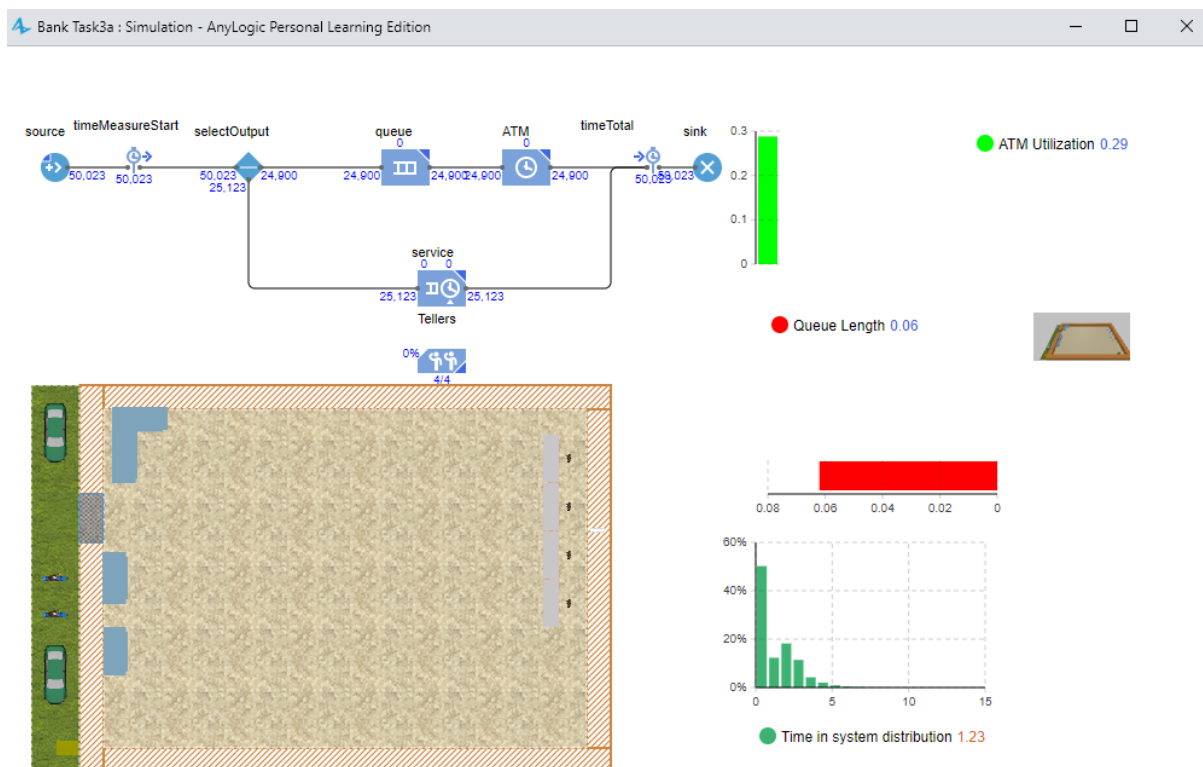 Bank Task3a : Simulation - AnyLogic Personal Learning Edition
source
timeMeasureStart
selectOutput
queue
ATM
timeTotal
sink
0
0
50,023
50,023
50,023
24,900
24,900
24,900
24,900
24,900
50,023
50,023
25,123
service
0 0
25,123
25,123
Tellers
0%
4/4
0.3
0.2
0.1
0
ATM Utilization 0.29
Queue Length 0.06
0.08 0.06 0.04 0.02 0
60%
40%
20%
0%
0 5 10 15
Time in system distribution 1.23